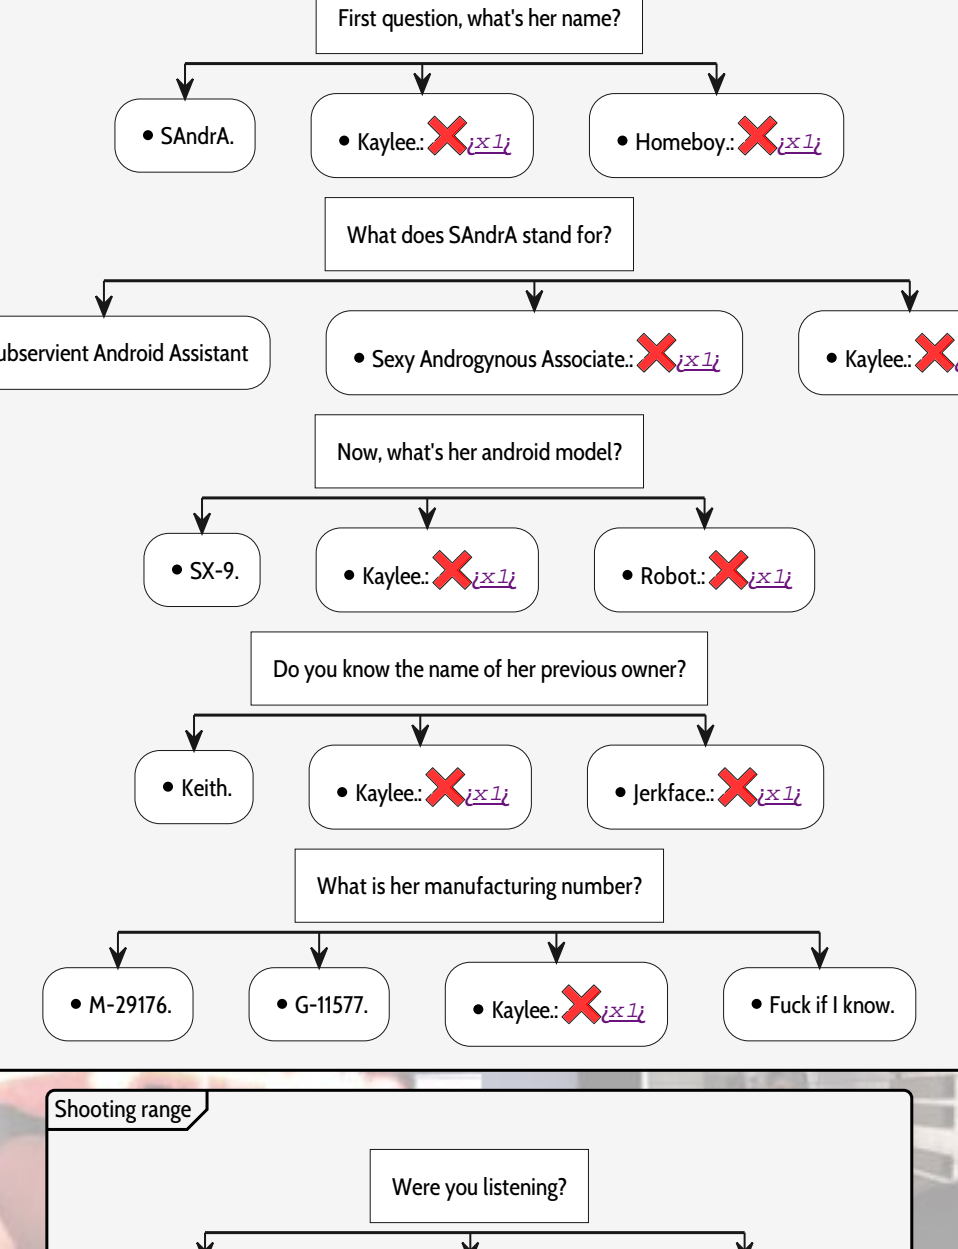 First question, what's her name?
• SAndrA.
• Kaylee.: ❌¿x1¿
• Homeboy.: ❌¿x1¿
What does SAndrA stand for?
ubservient Android Assistant
• Sexy Androgynous Associate.: ❌¿x1¿
• Kaylee.: ❌¿
Now, what's her android model?
• SX-9.
• Kaylee.: ❌¿x1¿
• Robot.: ❌¿x1¿
Do you know the name of her previous owner?
• Keith.
• Kaylee.: ❌¿x1¿
• Jerkface.: ❌¿x1¿
What is her manufacturing number?
• M-29176.
• G-11577.
• Kaylee.: ❌¿x1¿
• Fuck if I know.
Shooting range
Were you listening?